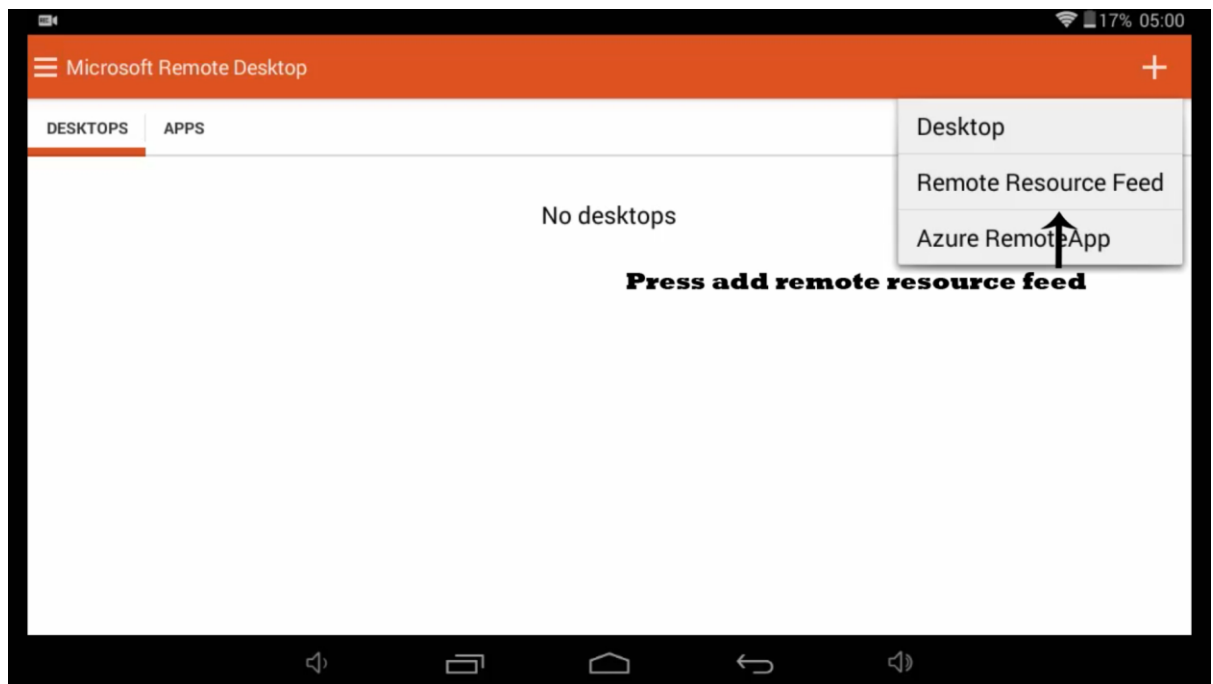 17% 05:00
Microsoft Remote Desktop
DESKTOPS APPS
Desktop
Remote Resource Feed
No desktops
Azure RemoteApp
Press add remote resource feed